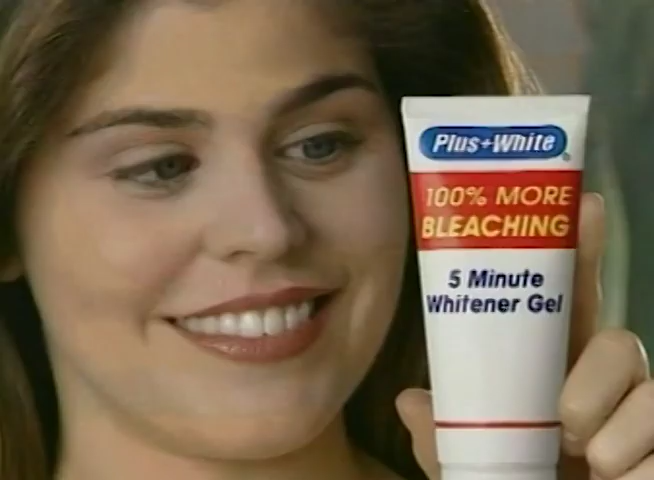 Plus+White®
100% MORE
BLEACHING
5 Minute
Whitener Gel